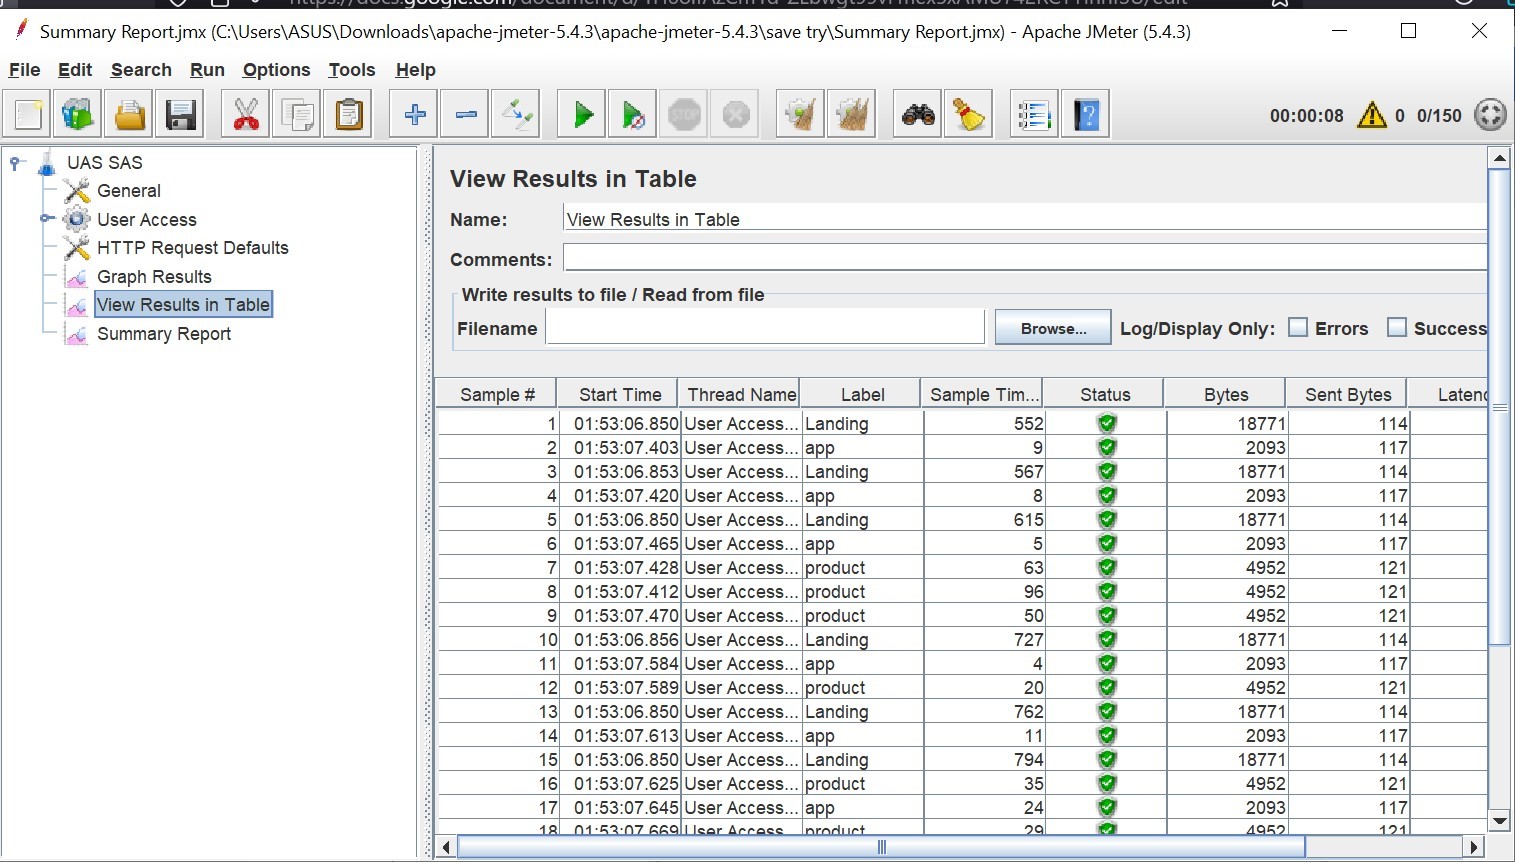 Summary Report.jmx (C:\Users\ASUS\Downloads\apache-jmeter-5.4.3\apache-jmeter-5.4.3\save try\Summary Report.jmx) - Apache JMeter (5.4.3)
File Edit Search Run Options Tools Help
STOP 00:00:08 0 0/150
UAS SAS
General
User Access
HTTP Request Defaults
Graph Results
View Results in Table
Summary Report
View Results in Table
Name: View Results in Table
Comments:
Write results to file / Read from file
Filename Browse... Log/Display Only: Errors Success
Sample # Start Time Thread Name Label Sample Tim... Status Bytes Sent Bytes Latenc
1 01:53:06.850 User Access... Landing 552 18771 114
2 01:53:07.403 User Access... app 9 2093 117
3 01:53:06.853 User Access... Landing 567 18771 114
4 01:53:07.420 User Access... app 8 2093 117
5 01:53:06.850 User Access... Landing 615 18771 114
6 01:53:07.465 User Access... app 5 2093 117
7 01:53:07.428 User Access... product 63 4952 121
8 01:53:07.412 User Access... product 96 4952 121
9 01:53:07.470 User Access... product 50 4952 121
10 01:53:06.856 User Access... Landing 727 18771 114
11 01:53:07.584 User Access... app 4 2093 117
12 01:53:07.589 User Access... product 20 4952 121
13 01:53:06.850 User Access... Landing 762 18771 114
14 01:53:07.613 User Access... app 11 2093 117
15 01:53:06.850 User Access... Landing 794 18771 114
16 01:53:07.625 User Access... product 35 4952 121
17 01:53:07.645 User Access... app 24 2093 117
18 01:53:07.669 User Access... product 29 4952 121